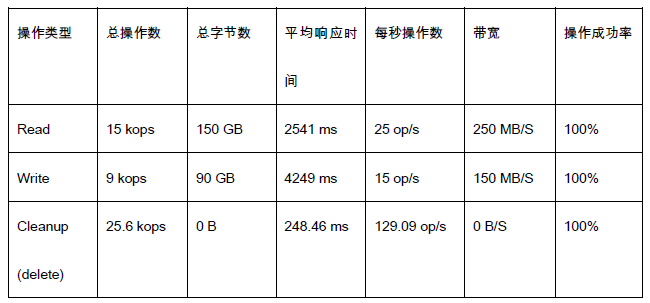 操作类型 总操作数 总字节数 平均响应时间 每秒操作数 带宽 操作成功率
Read 15 kops 150 GB 2541 ms 25 op/s 250 MB/S 100%
Write 9 kops 90 GB 4249 ms 15 op/s 150 MB/S 100%
Cleanup (delete) 25.6 kops 0 B 248.46 ms 129.09 op/s 0 B/S 100%